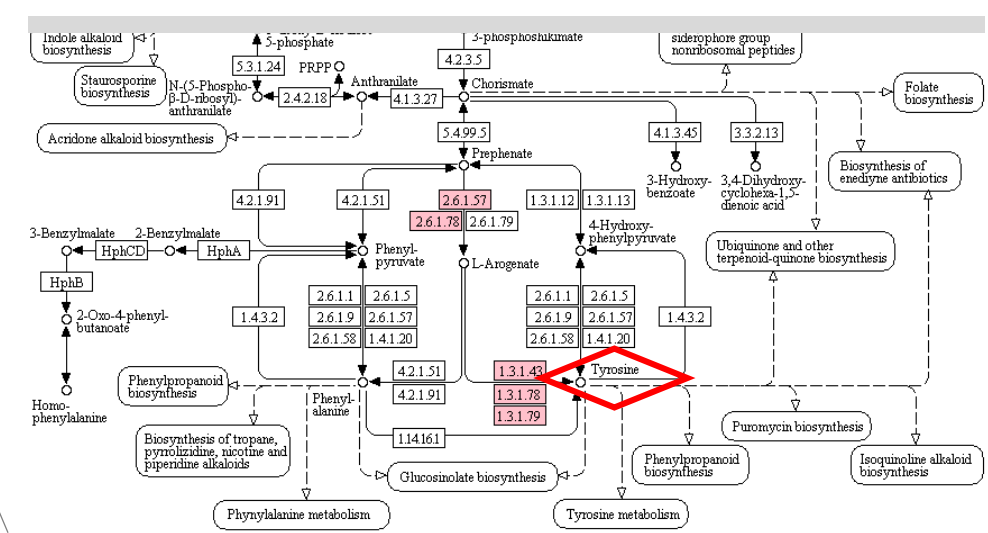 Indole alkaloid
biosynthesis
5-phosphate
3-phosphoshikimate
siderophore group
nonribosomal peptides
4.2.3.5
5.3.1.24
PRPP
Staurosporine
biosynthesis
N-(5-Phospho-
β-D-ribosyl)-
anthranilate
2.4.2.18
Anthranilate
4.1.3.27
Chorismate
Folate
biosynthesis
Acridone alkaloid biosynthesis
5.4.99.5
4.1.3.45
3.3.2.13
Prephenate
3-Hydroxy-
benzoate
3,4-Dihydroxy-
cyclohexa-1,5-
dienoic acid
Biosynthesis of
enediyne antibiotics
4.2.1.91
4.2.1.51
2.6.1.57
1.3.1.12
1.3.1.13
2.6.1.78
2.6.1.79
3-Benzylmalate
2-Benzylmalate
4-Hydroxy-
phenylpyruvate
HphCD
HphA
Phenyl-
pyruvate
L-Arogenate
Ubiquinone and other
terpenoid-quinone biosynthesis
HphB
2.6.1.1
2.6.1.5
2.6.1.1
2.6.1.5
2-Oxo-4-phenyl-
butanoate
1.4.3.2
2.6.1.9
2.6.1.57
2.6.1.9
2.6.1.57
1.4.3.2
2.6.1.58
1.4.1.20
2.6.1.58
1.4.1.20
4.2.1.51
1.3.1.43
Tyrosine
Phenylpropanoid
biosynthesis
4.2.1.91
1.3.1.78
Homo-
phenylalanine
Phenyl-
alanine
1.3.1.79
Puromycin biosynthesis
Biosynthesis of tropane,
pyrrolizidine, nicotine and
piperidine alkaloids
1.14.16.1
Phenylpropanoid
biosynthesis
Isoquinoline alkaloid
biosynthesis
Glucosinolate biosynthesis
Phynylalanine metabolism
Tyrosine metabolism